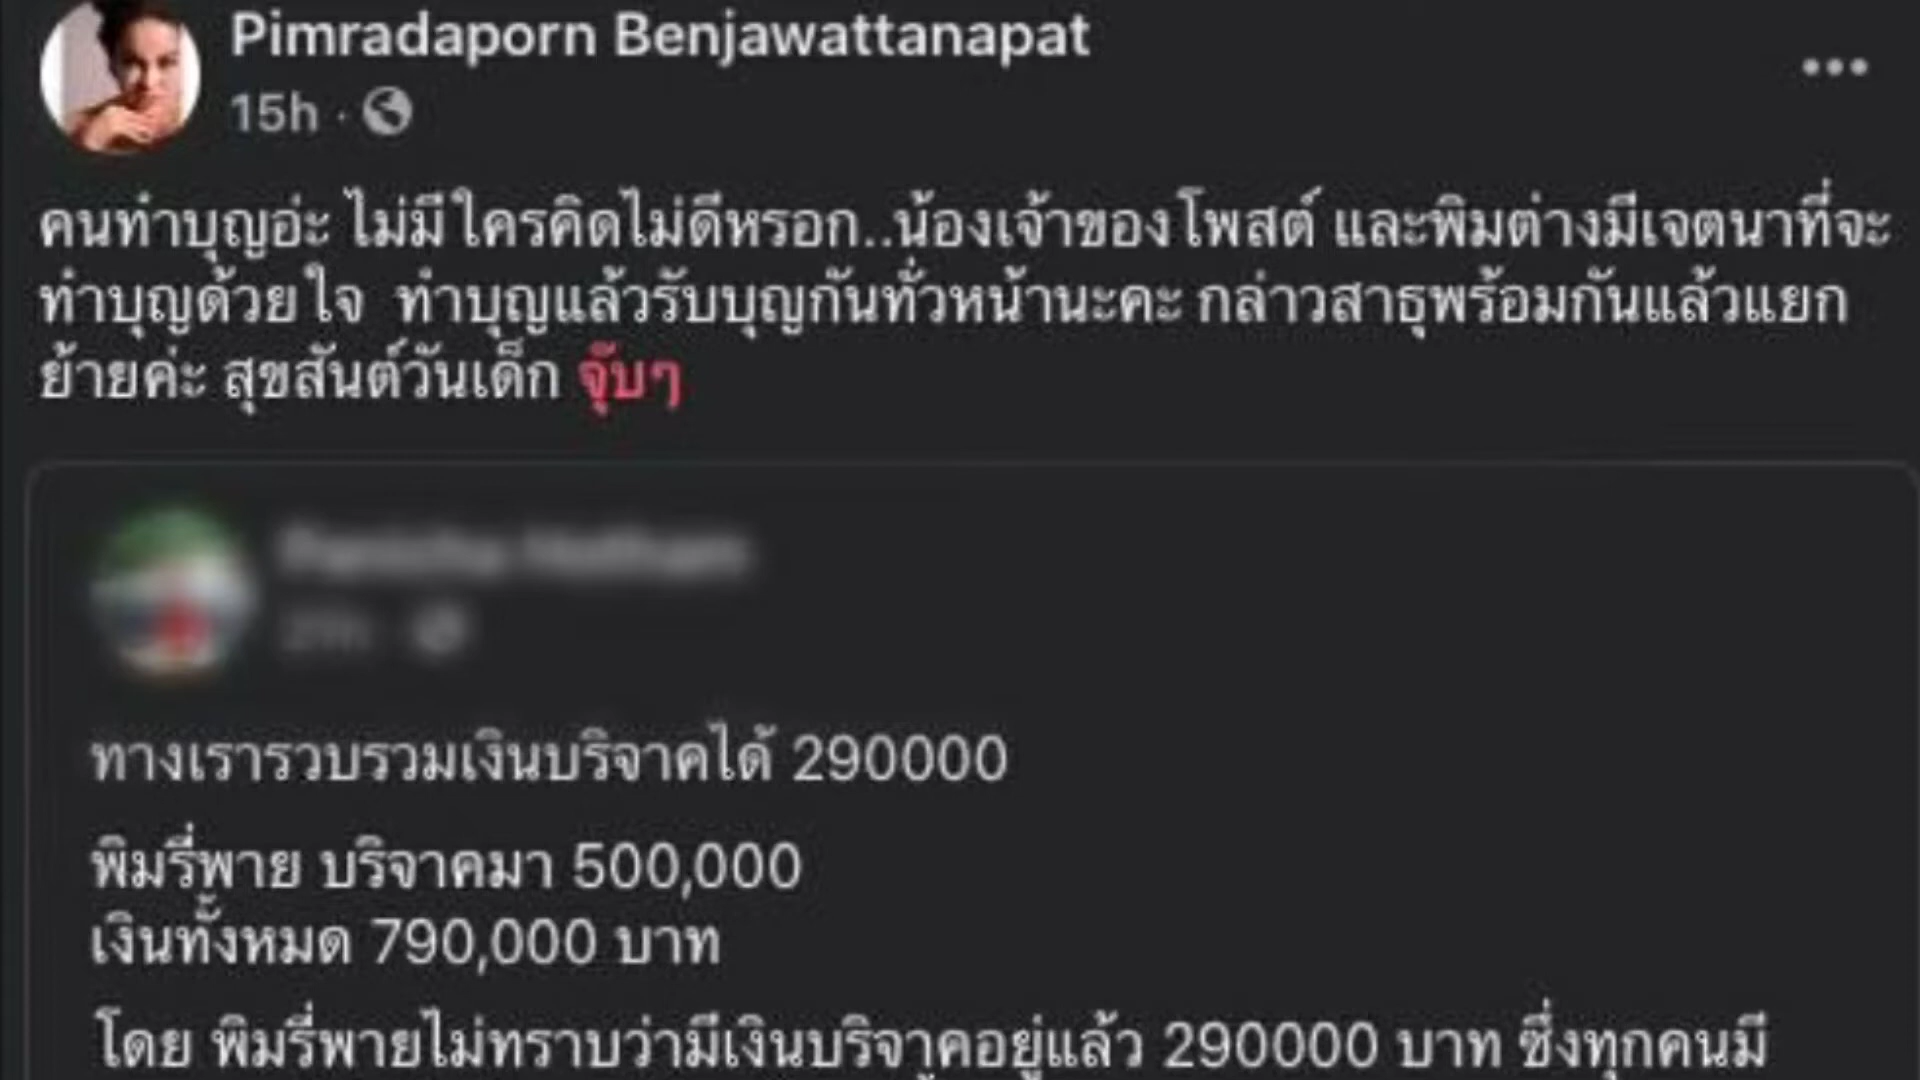 Pimradaporn Benjawattanapat
15h ·
คนทำบุญอ่ะ ไม่มีใครคิดไม่ดีหรอก..น้องเจ้าของโพสต์ และพิมต่างมีเจตนาที่จะ
ทำบุญด้วยใจ ทำบุญแล้วรับบุญกันทั่วหน้านะคะ กล่าวสาธุพร้อมกันแล้วแยก
ย้ายค่ะ สุขสันต์วันเด็ก จุ๊บๆ
ทางเรารวบรวมเงินบริจาคได้ 290000
พิมรี่พาย บริจาคมา 500,000
เงินทั้งหมด 790,000 บาท
โดย พิมรี่พายไม่ทราบว่ามีเงินบริจาคอยู่แล้ว 290000 บาท ซึ่งทุกคนมี